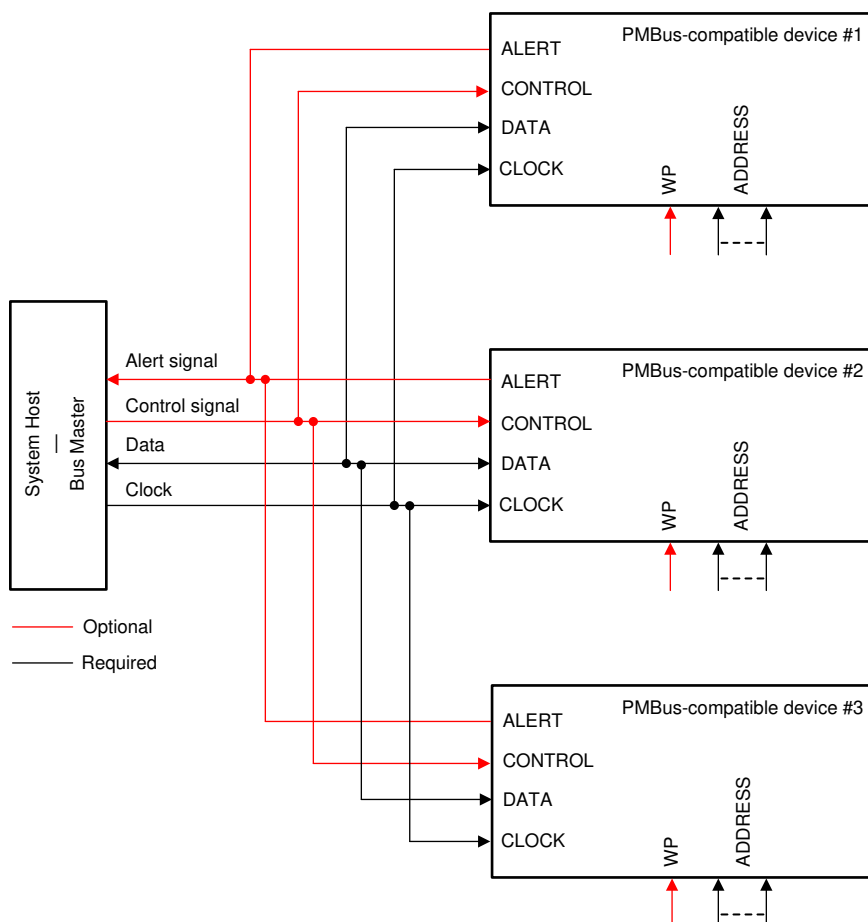 PMBus-compatible device #1
ALERT
CONTROL
DATA
CLOCK
WP
ADDRESS
System Host
—
Bus Master
Alert signal
Control signal
Data
Clock
PMBus-compatible device #2
ALERT
CONTROL
DATA
CLOCK
WP
ADDRESS
Optional
Required
PMBus-compatible device #3
ALERT
CONTROL
DATA
CLOCK
WP
ADDRESS